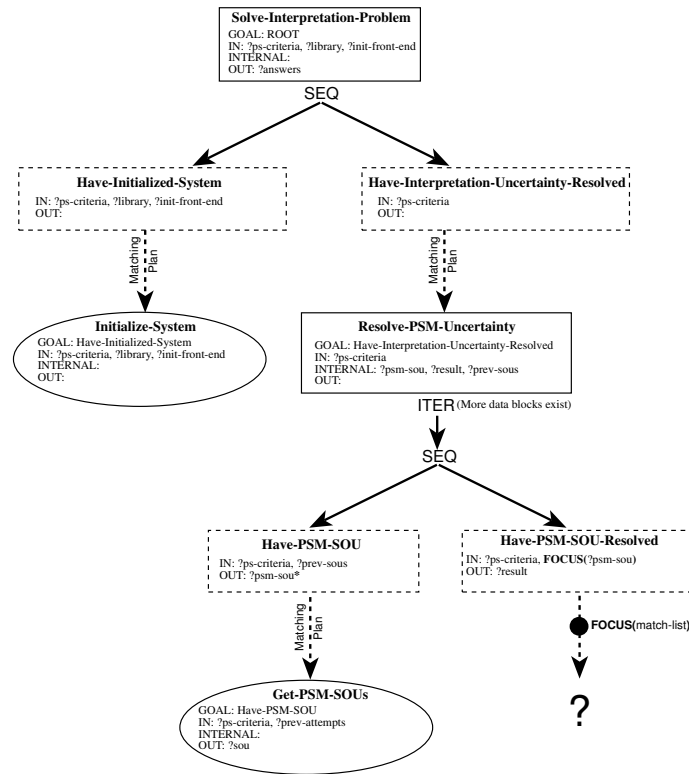 Solve-Interpretation-Problem
GOAL: ROOT
IN: ?ps-criteria, ?library, ?init-front-end
INTERNAL:
OUT: ?answers
SEQ
Have-Initialized-System
IN: ?ps-criteria, ?library, ?init-front-end
OUT:
Have-Interpretation-Uncertainty-Resolved
IN: ?ps-criteria
OUT:
Matching
Plan
Matching
Plan
Initialize-System
GOAL: Have-Initialized-System
IN: ?ps-criteria, ?library, ?init-front-end
INTERNAL:
OUT:
Resolve-PSM-Uncertainty
GOAL: Have-Interpretation-Uncertainty-Resolved
IN: ?ps-criteria
INTERNAL: ?psm-sou, ?result, ?prev-sous
OUT:
ITER (More data blocks exist)
SEQ
Have-PSM-SOU
IN: ?ps-criteria, ?prev-sous
OUT: ?psm-sou*
Have-PSM-SOU-Resolved
IN: ?ps-criteria, FOCUS(?psm-sou)
OUT: ?result
Matching
Plan
FOCUS(match-list)
Get-PSM-SOUs
GOAL: Have-PSM-SOU
IN: ?ps-criteria, ?prev-attempts
INTERNAL:
OUT: ?sou
?